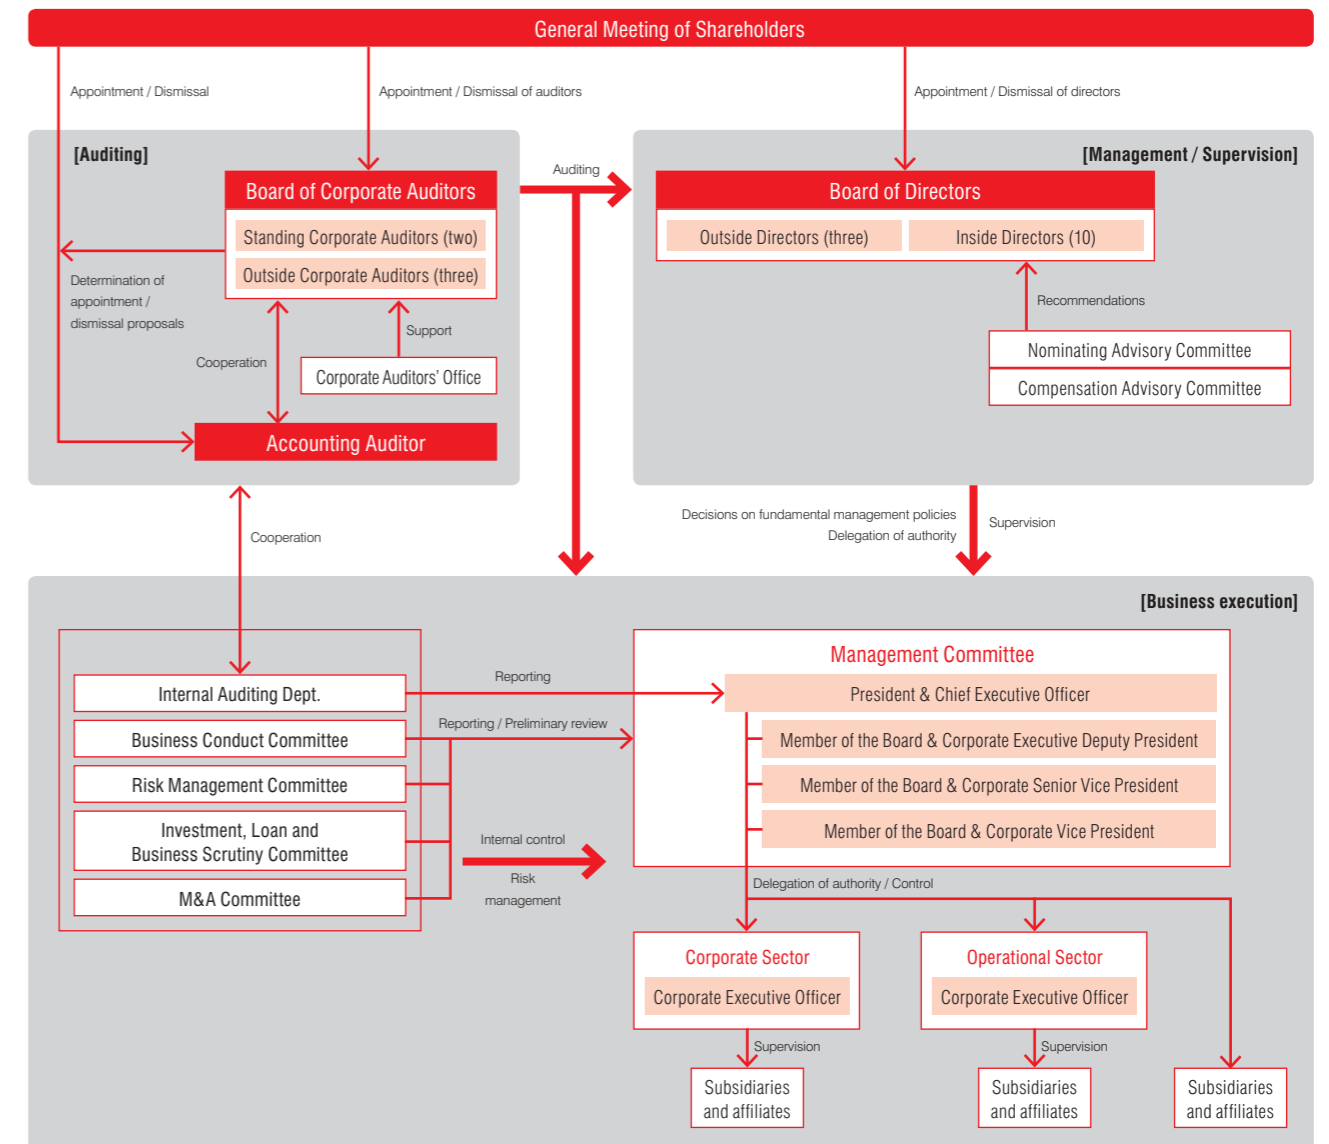 General Meeting of Shareholders
Appointment / Dismissal
Appointment / Dismissal of auditors
Appointment / Dismissal of directors
[Auditing]
Board of Corporate Auditors
Standing Corporate Auditors (two)
Outside Corporate Auditors (three)
Determination of
appointment /
dismissal proposals
Cooperation
Support
Corporate Auditors’ Office
Accounting Auditor
Auditing
[Management / Supervision]
Board of Directors
Outside Directors (three)
Inside Directors (10)
Recommendations
Nominating Advisory Committee
Compensation Advisory Committee
Cooperation
Decisions on fundamental management policies
Delegation of authority
Supervision
[Business execution]
Internal Auditing Dept.
Business Conduct Committee
Risk Management Committee
Investment, Loan and
Business Scrutiny Committee
M&A Committee
Reporting
Reporting / Preliminary review
Internal control
Risk
management
Management Committee
President & Chief Executive Officer
Member of the Board & Corporate Executive Deputy President
Member of the Board & Corporate Senior Vice President
Member of the Board & Corporate Vice President
Delegation of authority / Control
Corporate Sector
Corporate Executive Officer
Operational Sector
Corporate Executive Officer
Supervision
Supervision
Subsidiaries
and affiliates
Subsidiaries
and affiliates
Subsidiaries
and affiliates